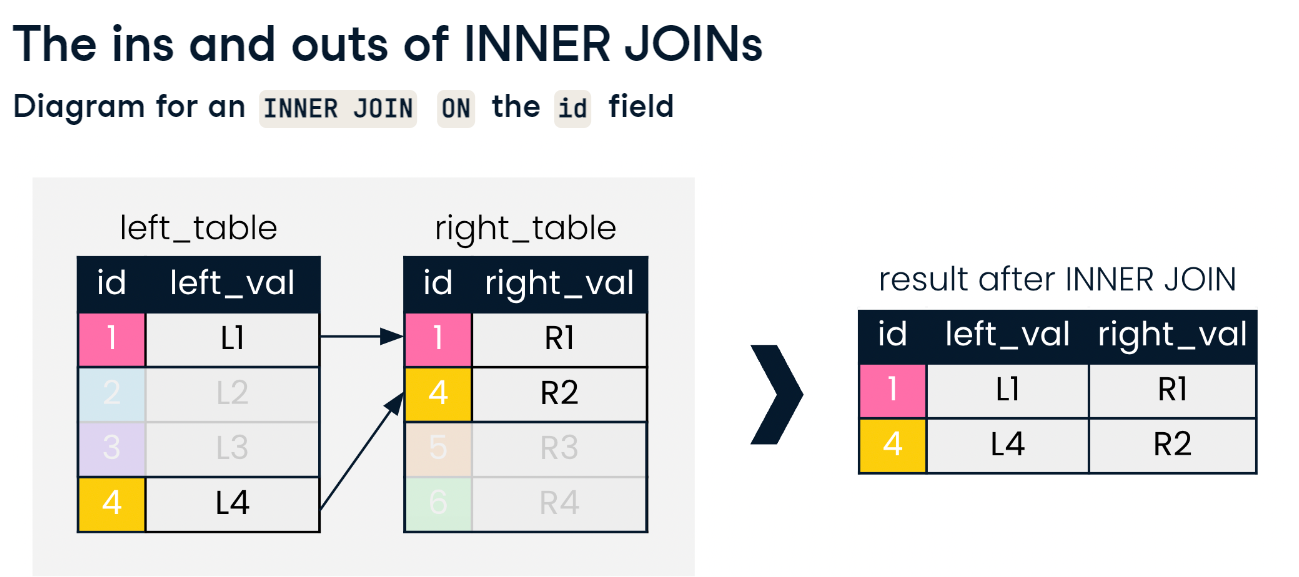 The ins and outs of INNER JOINs
Diagram for an INNER JOIN ON the id field
left_table
id left_val
1 L1
2 L2
3 L3
4 L4
right_table
id right_val
1 R1
4 R2
5 R3
6 R4
result after INNER JOIN
id left_val right_val
1 L1 R1
4 L4 R2